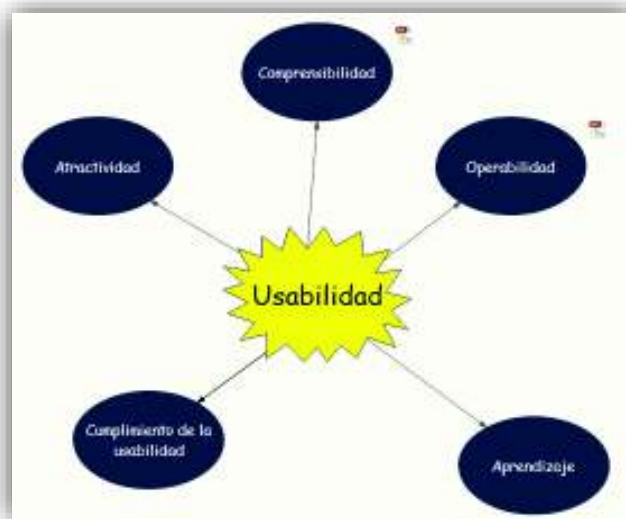 Comprensibilidad
Atractividad
Operabilidad
Usabilidad
Cumplimiento de la
usabilidad
Aprendizaje